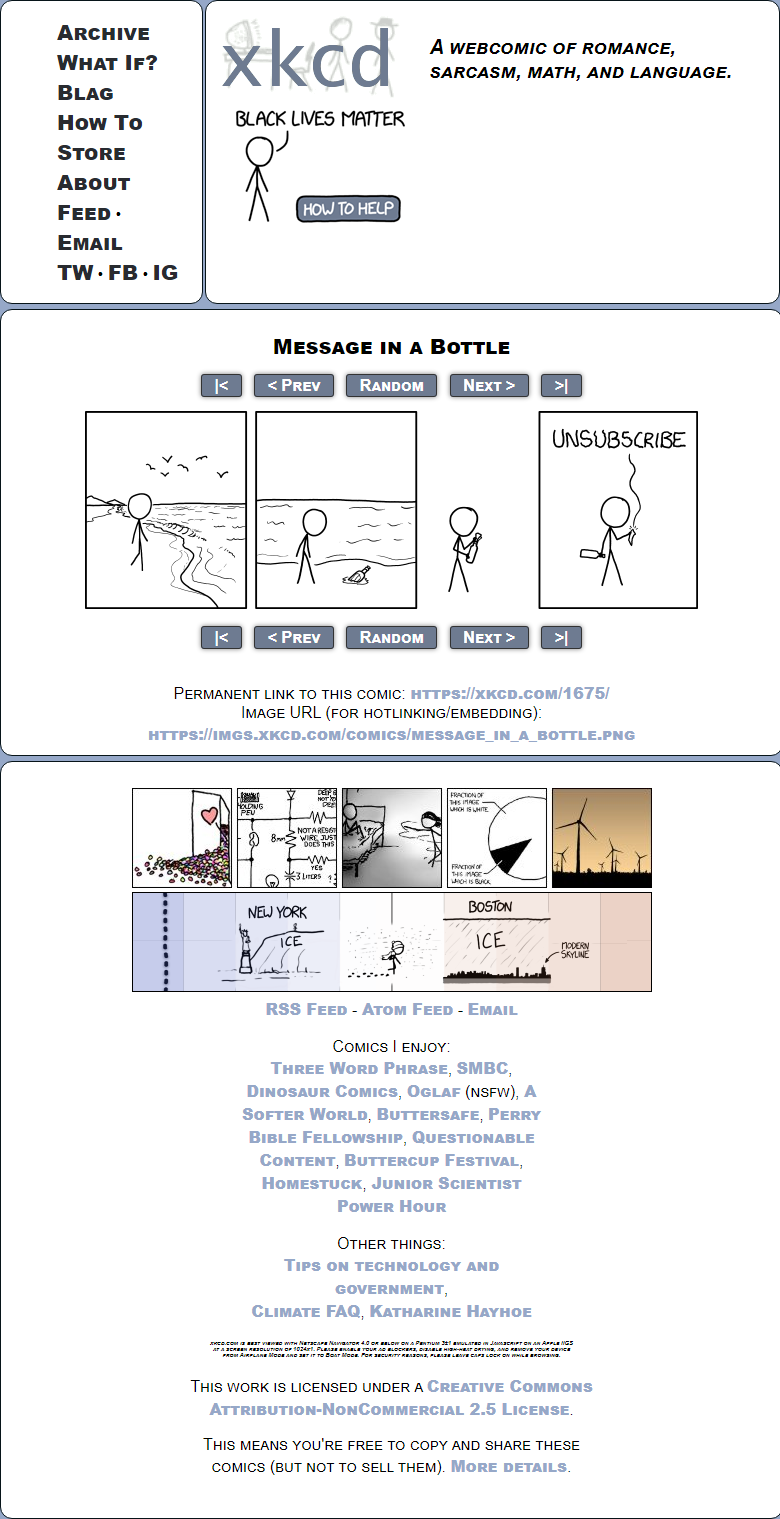 Archive
What If?
Blag
How To
Store
About
Feed •
Email
TW • FB • IG
xkcd
A webcomic of romance,
sarcasm, math, and language.
BLACK LIVES MATTER
HOW TO HELP
Message in a Bottle
|<
< Prev
Random
Next >
>|
UNSUBSCRIBE
|<
< Prev
Random
Next >
>|
Permanent link to this comic: https://xkcd.com/1675/
Image URL (for hotlinking/embedding):
https://imgs.xkcd.com/comics/message_in_a_bottle.png
HOLDING
PEN
8mm
NOT A RESISTOR
WIRE JUST
DOES THIS
YES
3 LITERS
FRACTION OF
THIS IMAGE
WHICH IS WHITE
FRACTION OF
THIS IMAGE
WHICH IS BLACK
NEW YORK
ICE
BOSTON
ICE
MODERN
SKYLINE
RSS Feed - Atom Feed - Email
Comics I enjoy:
Three Word Phrase, SMBC,
Dinosaur Comics, Oglaf (nsfw), A
Softer World, Buttersafe, Perry
Bible Fellowship, Questionable
Content, Buttercup Festival,
Homestuck, Junior Scientist
Power Hour
Other things:
Tips on technology and
government,
Climate FAQ, Katharine Hayhoe
xkcd.com is best viewed with Netscape Navigator 4.0 or below on a Pentium 3±1 emulated in Javascript on an Apple IIGS
at a screen resolution of 1024x1. Please enable your ad blockers, disable high-heat drying, and remove your device
from Airplane Mode and set it to Boat Mode. For security reasons, please leave caps lock on while browsing.
This work is licensed under a Creative Commons
Attribution-NonCommercial 2.5 License.
This means you're free to copy and share these
comics (but not to sell them). More details.